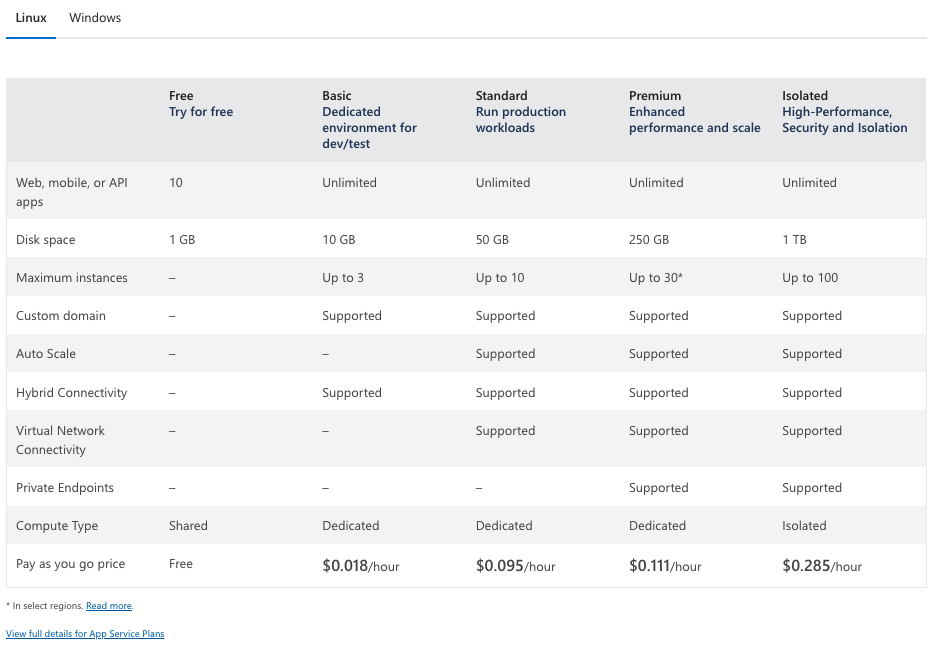 Linux Windows
Free Basic Standard Premium Isolated
Try for free Dedicated environment for dev/test Run production workloads Enhanced performance and scale High-Performance, Security and Isolation
Web, mobile, or API apps 10 Unlimited Unlimited Unlimited Unlimited
Disk space 1 GB 10 GB 50 GB 250 GB 1 TB
Maximum instances – Up to 3 Up to 10 Up to 30* Up to 100
Custom domain – Supported Supported Supported Supported
Auto Scale – – Supported Supported Supported
Hybrid Connectivity – Supported Supported Supported Supported
Virtual Network Connectivity – – Supported Supported Supported
Private Endpoints – – – Supported Supported
Compute Type Shared Dedicated Dedicated Dedicated Isolated
Pay as you go price Free $0.018/hour $0.095/hour $0.111/hour $0.285/hour
* In select regions. Read more.
View full details for App Service Plans